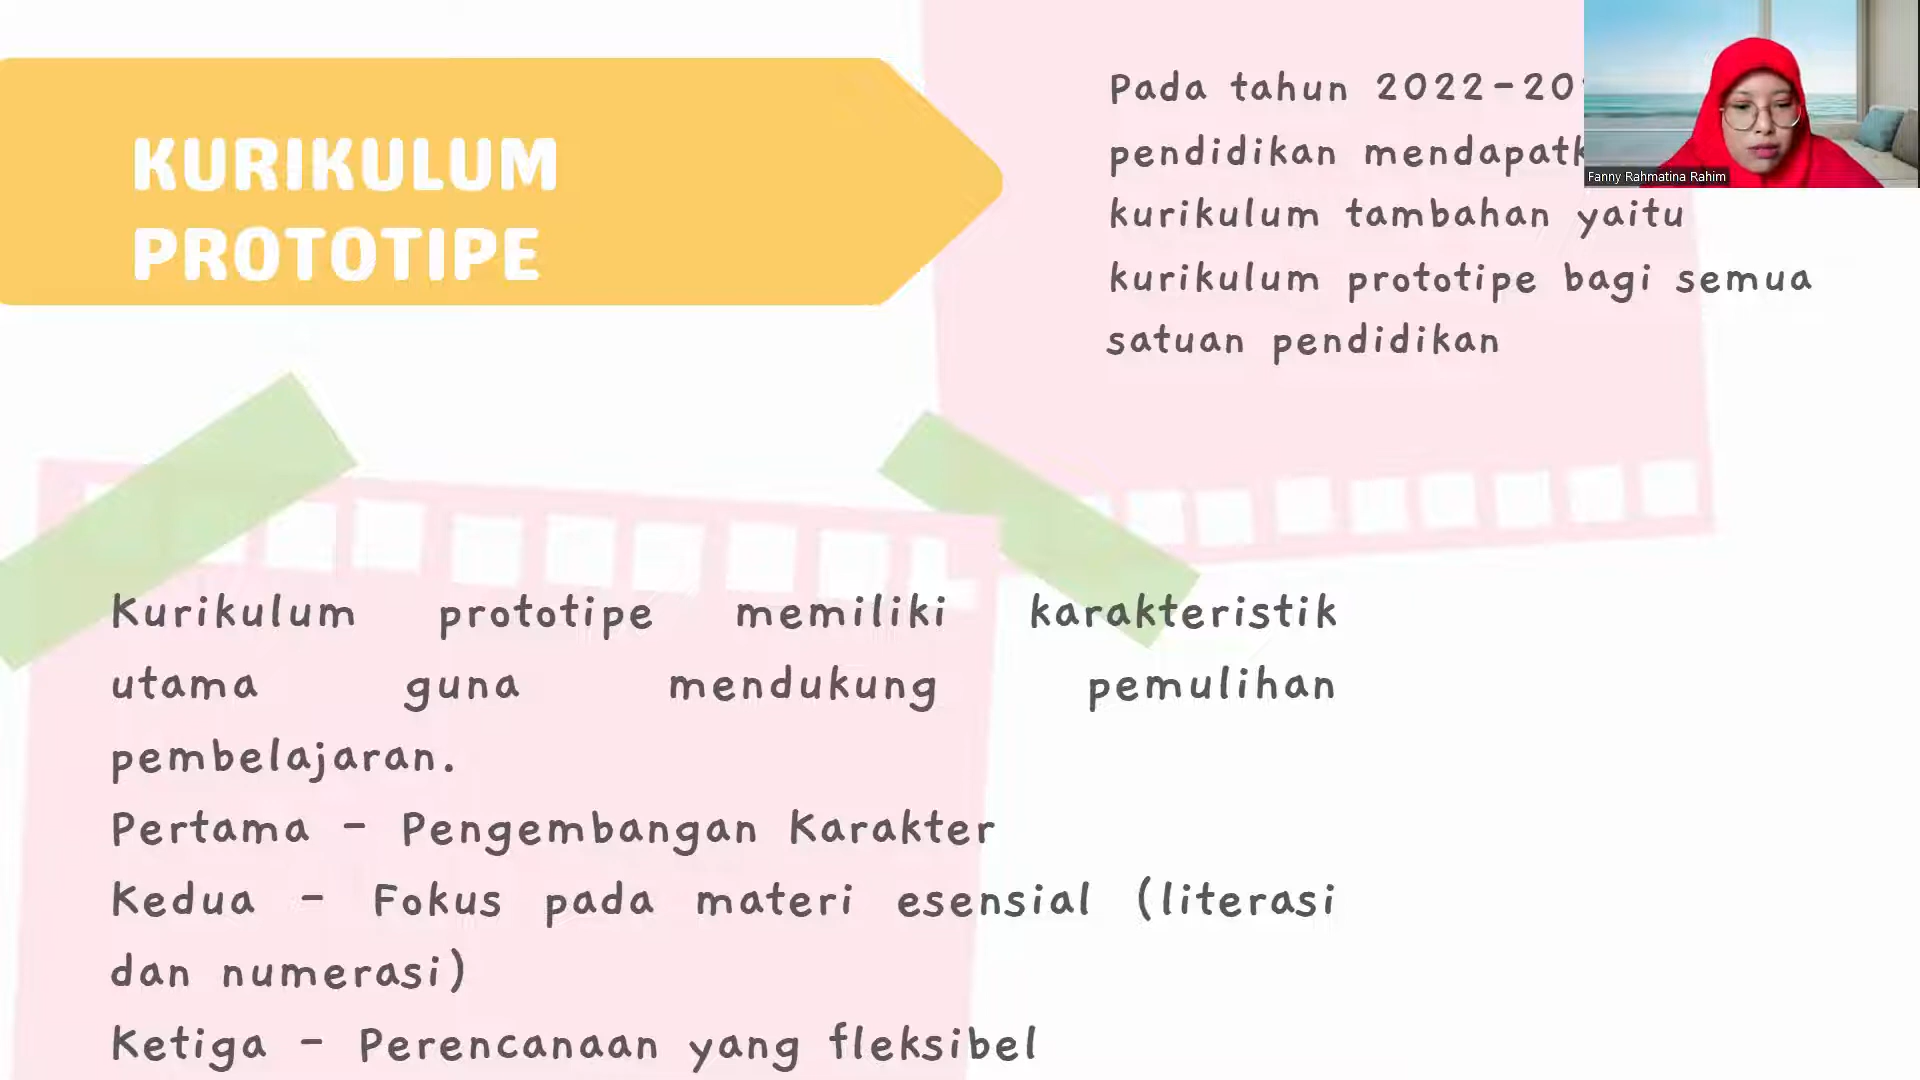 KURIKULUM
PROTOTIPE
Pada tahun 2022-20
pendidikan
kurikulum tambahan yaitu
kurikulum prototipe bagi semua
satuan pendidikan
Fanny Rahmatina Rahim
Kurikulum prototipe memiliki karakteristik
utama guna mendukung pemulihan
pembelajaran.
Pertama - Pengembangan Karakter
Kedua - Fokus pada materi esensial (literasi
dan numerasi)
Ketiga - Perencanaan yang fleksibel